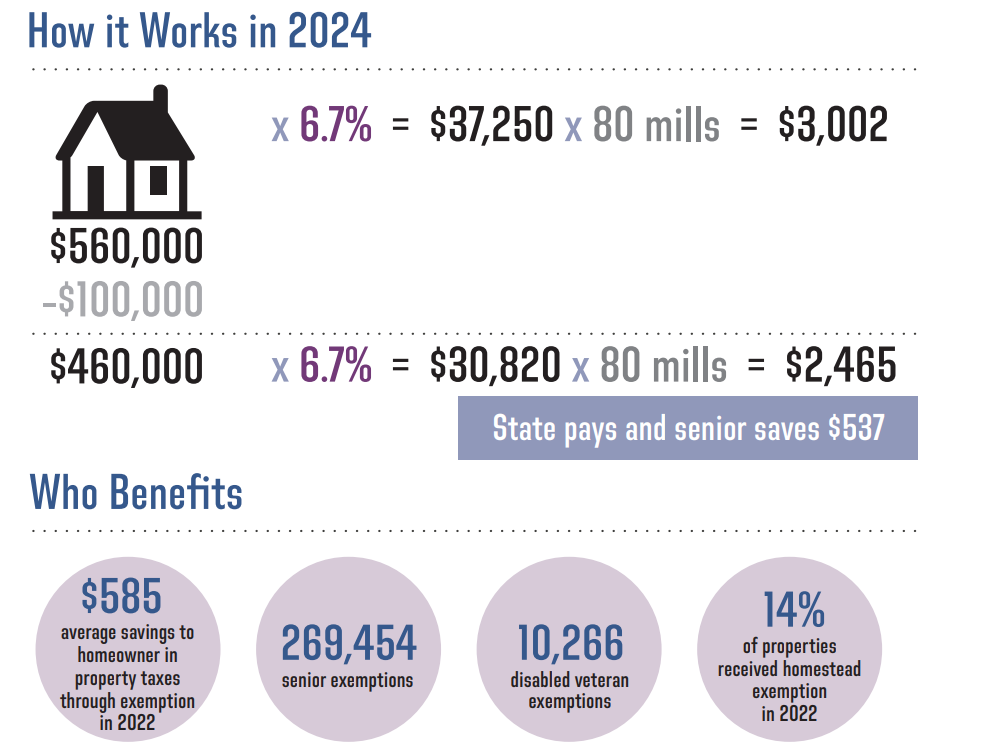 How it Works in 2024
x 6.7% = $37,250 x 80 mills = $3,002
$560,000
-$100,000
$460,000 x 6.7% = $30,820 x 80 mills = $2,465
State pays and senior saves $537
Who Benefits
$585
average savings to
homeowner in
property taxes
through exemption
in 2022
269,454
senior exemptions
10,266
disabled veteran
exemptions
14%
of properties
received homestead
exemption
in 2022